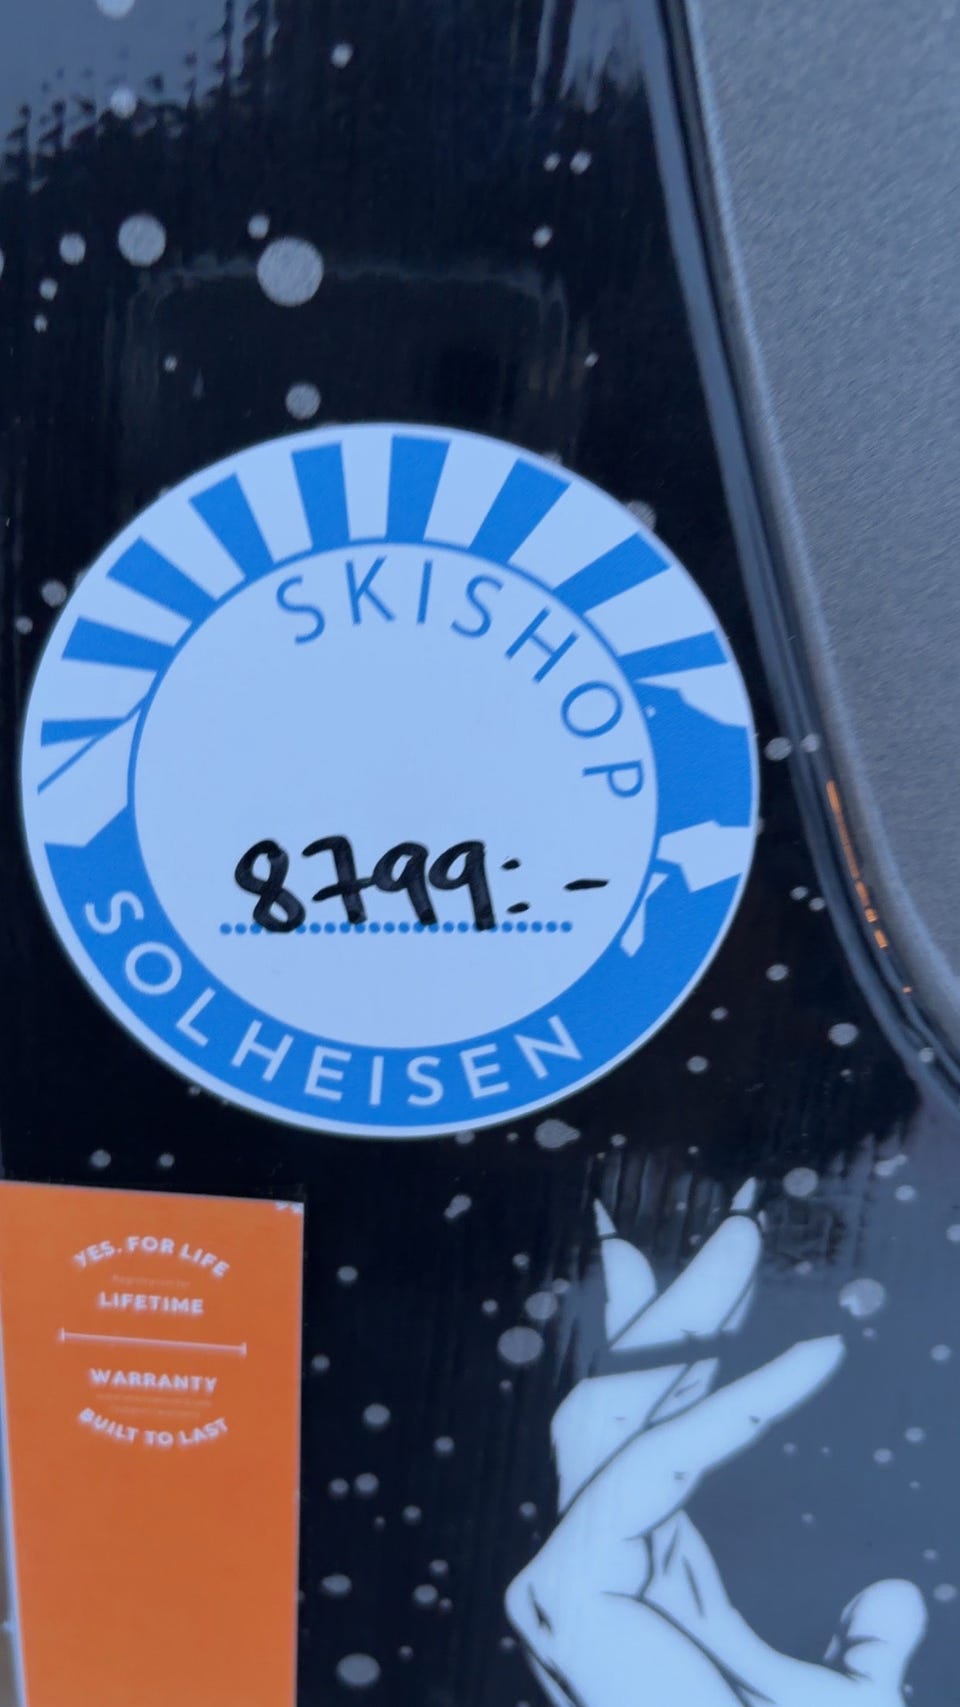 SKISHOP
8799:-
SOLHEISEN
YES. FOR LIFE
LIFETIME
WARRANTY
BUILT TO LAST